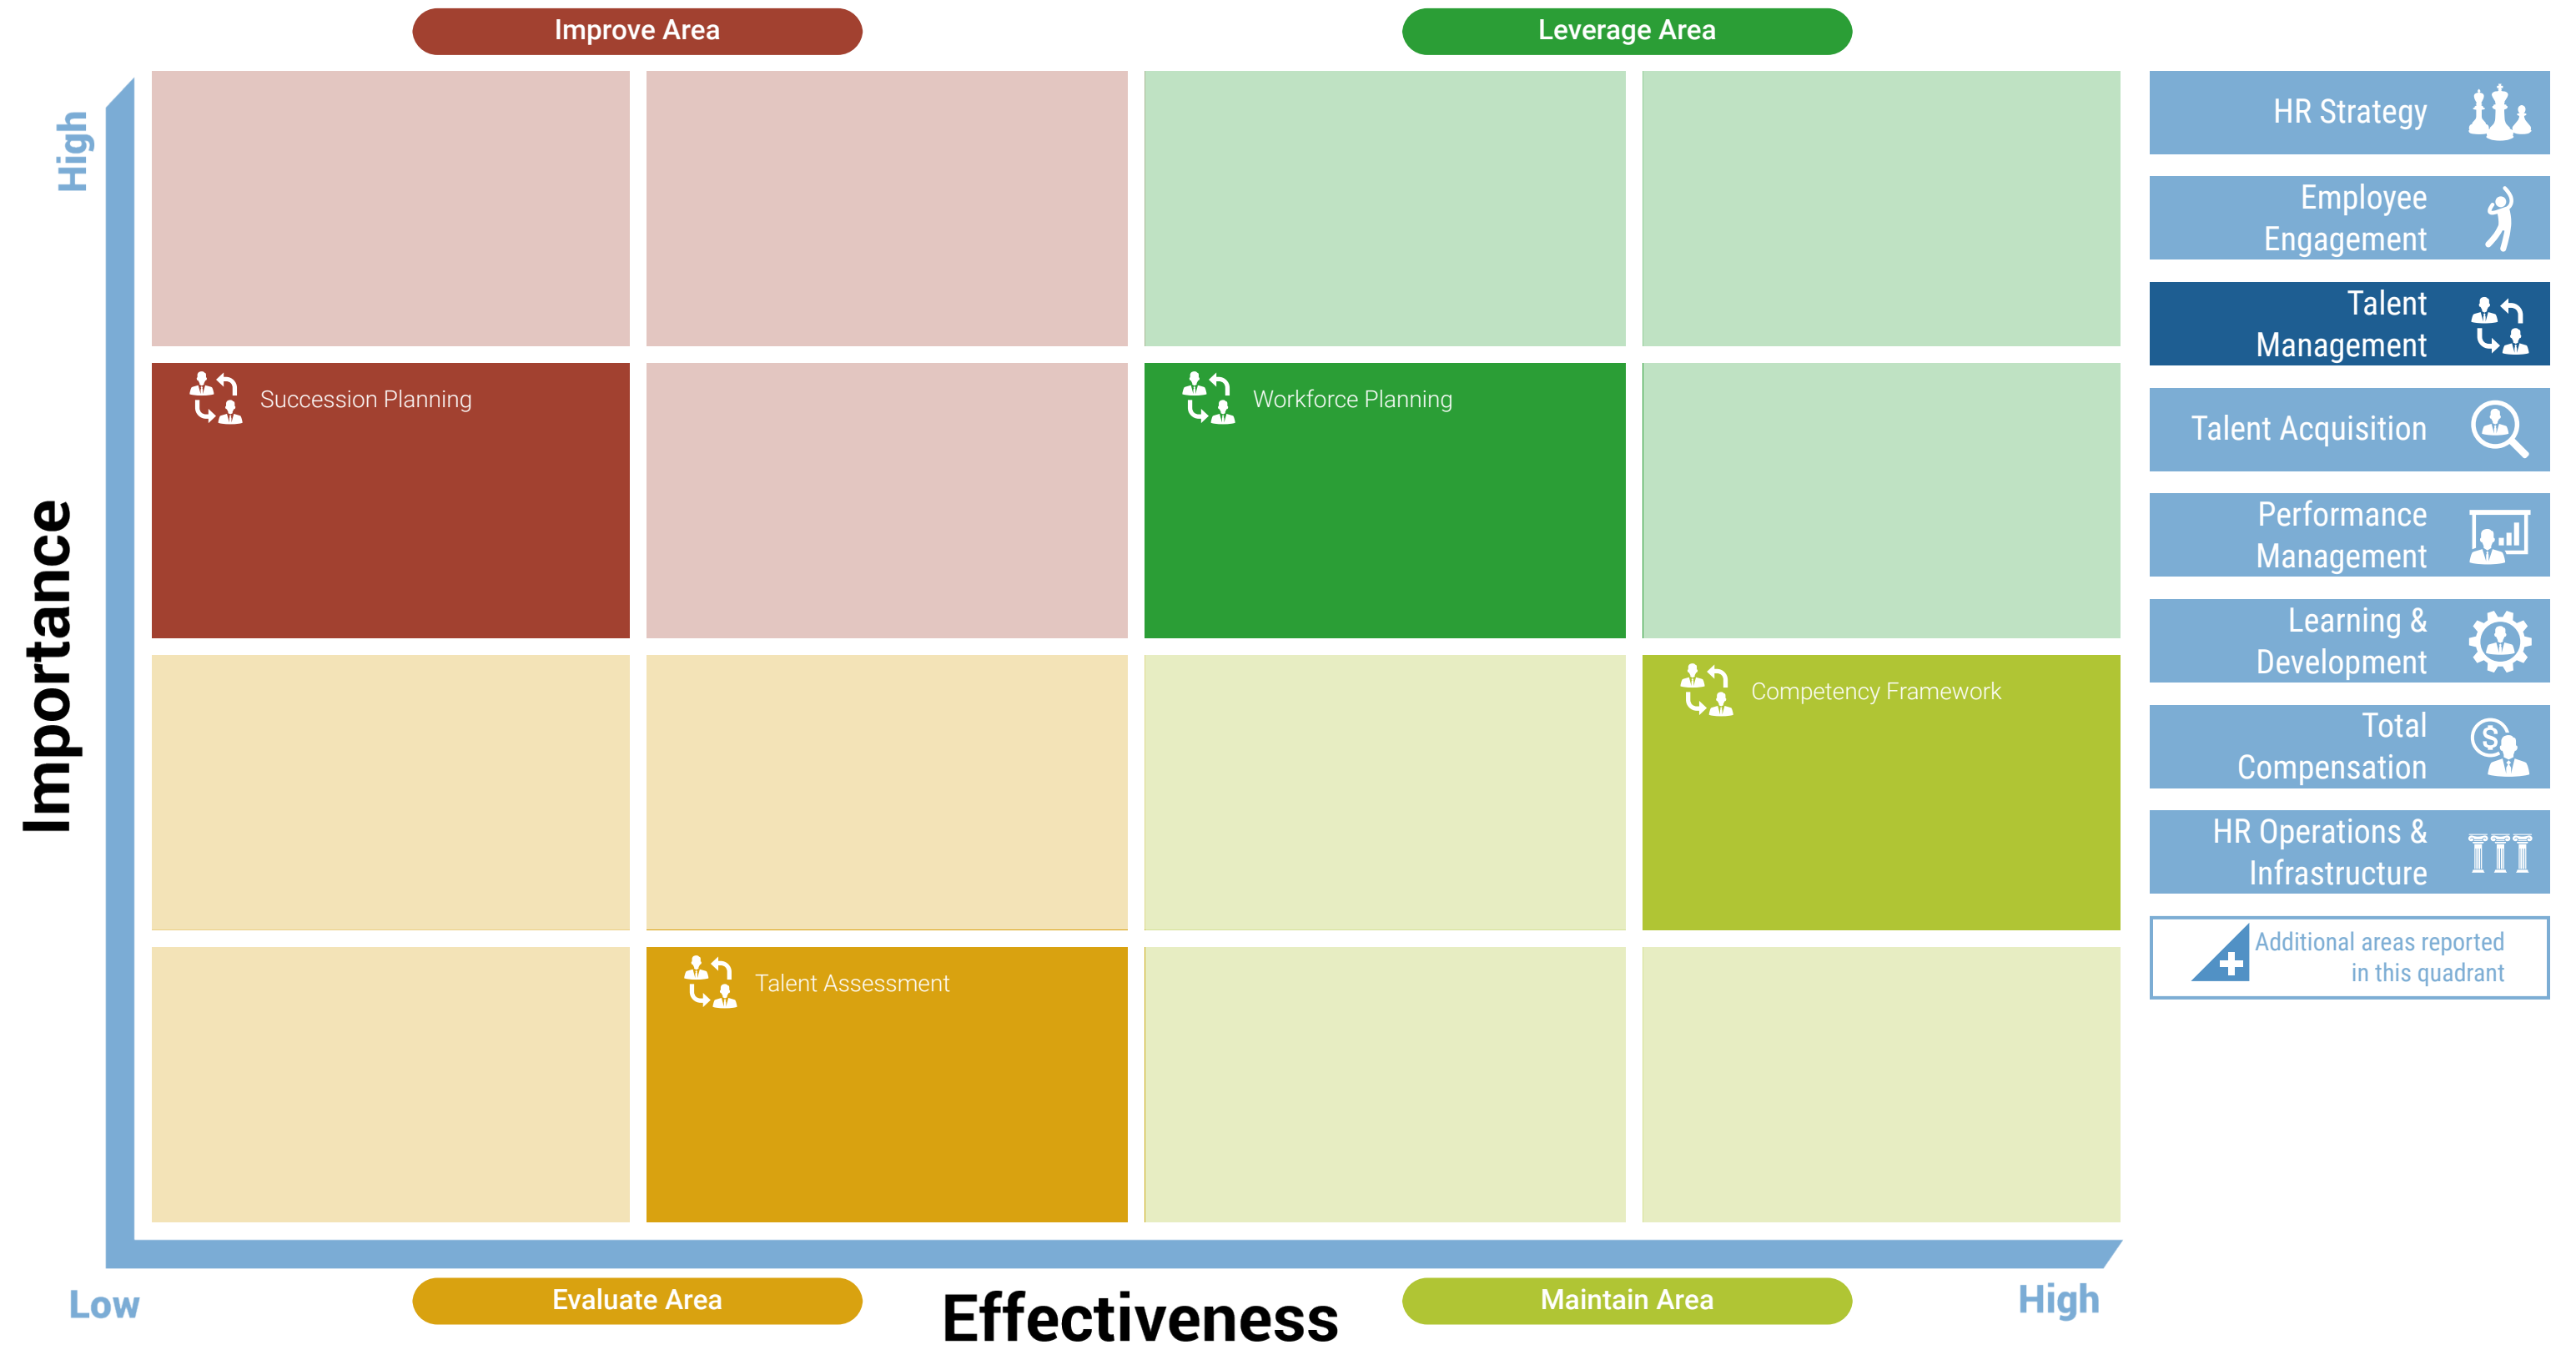 Improve Area
Leverage Area
High
Importance
Succession Planning
Workforce Planning
Competency Framework
Talent Assessment
Low
Evaluate Area
Effectiveness
Maintain Area
High
HR Strategy
Employee
Engagement
Talent
Management
Talent Acquisition
Performance
Management
Learning &
Development
Total
Compensation
HR Operations &
Infrastructure
Additional areas reported
in this quadrant